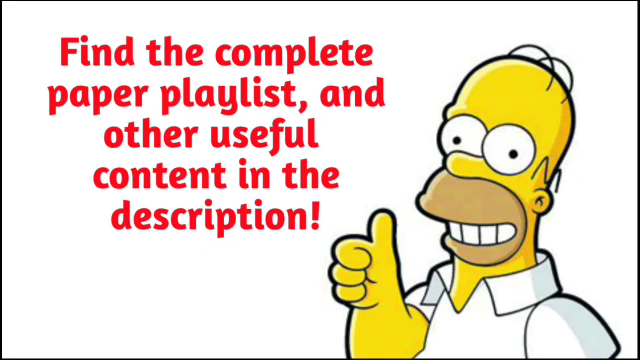 Find the complete
paper playlist, and
other useful
content in the
description!